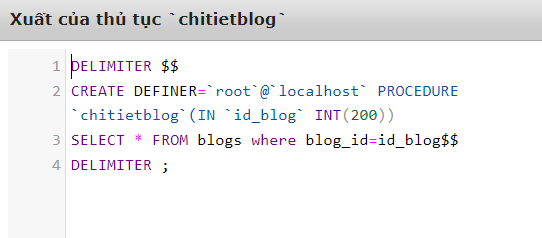 Xuất của thủ tục `chitietblog`
1 DELIMITER $$
2 CREATE DEFINER=`root`@`localhost` PROCEDURE
`chitietblog`(IN `id_blog` INT(200))
3 SELECT * FROM blogs where blog_id=id_blog$$
4 DELIMITER ;